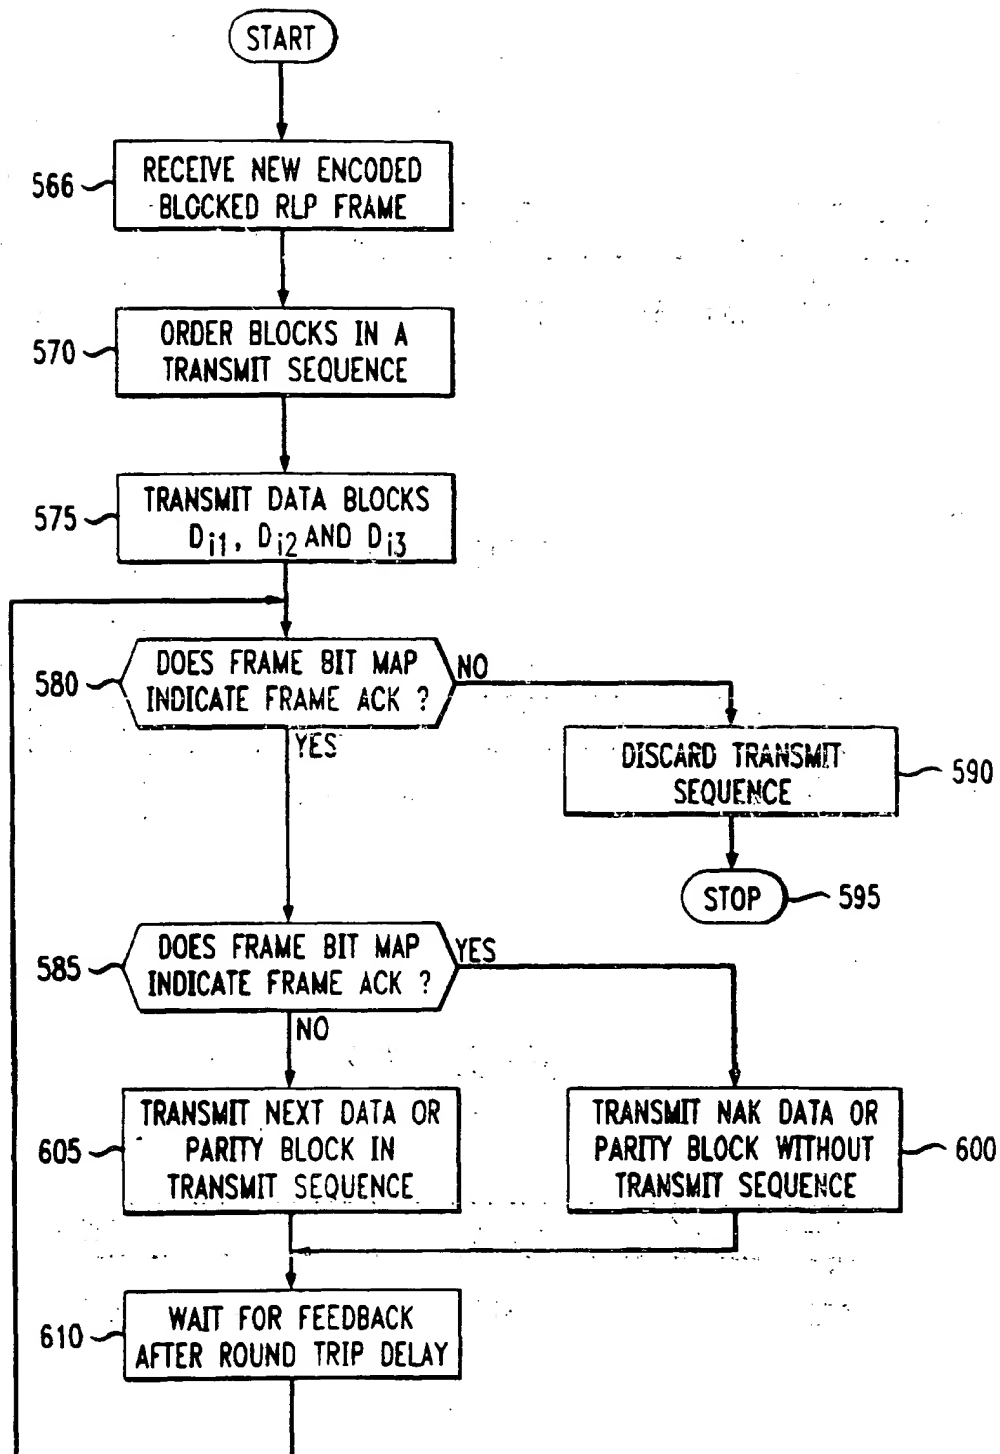 START
566
RECEIVE NEW ENCODED
BLOCKED RLP FRAME
570
ORDER BLOCKS IN A
TRANSMIT SEQUENCE
575
TRANSMIT DATA BLOCKS
Di1, Di2 AND Di3
580
DOES FRAME BIT MAP
INDICATE FRAME ACK ?
NO
YES
DISCARD TRANSMIT
SEQUENCE
590
STOP
595
585
DOES FRAME BIT MAP
INDICATE FRAME ACK ?
YES
NO
605
TRANSMIT NEXT DATA OR
PARITY BLOCK IN
TRANSMIT SEQUENCE
TRANSMIT NAK DATA OR
PARITY BLOCK WITHOUT
TRANSMIT SEQUENCE
600
610
WAIT FOR FEEDBACK
AFTER ROUND TRIP DELAY